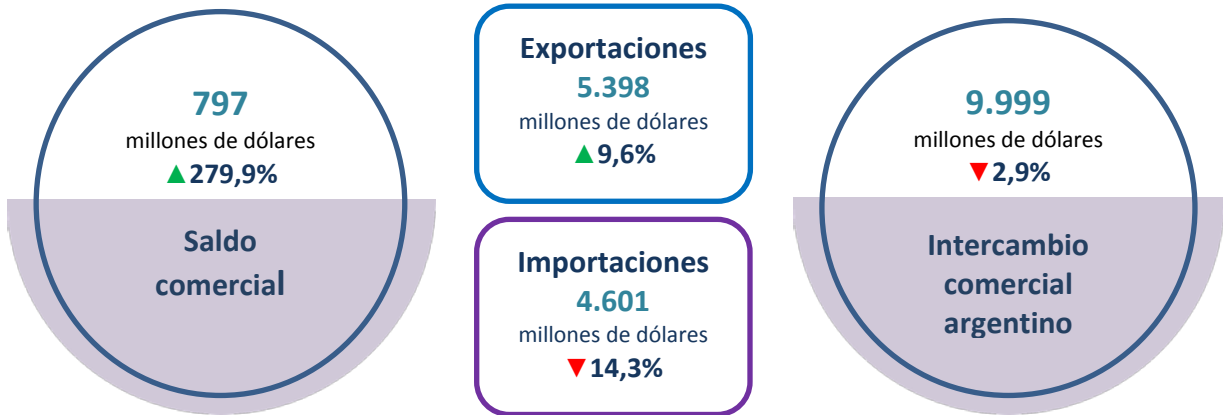 797
millones de dólares
▲279,9%
Saldo
comercial
Exportaciones
5.398
millones de dólares
▲9,6%
Importaciones
4.601
millones de dólares
▼14,3%
9.999
millones de dólares
▼2,9%
Intercambio
comercial
argentino